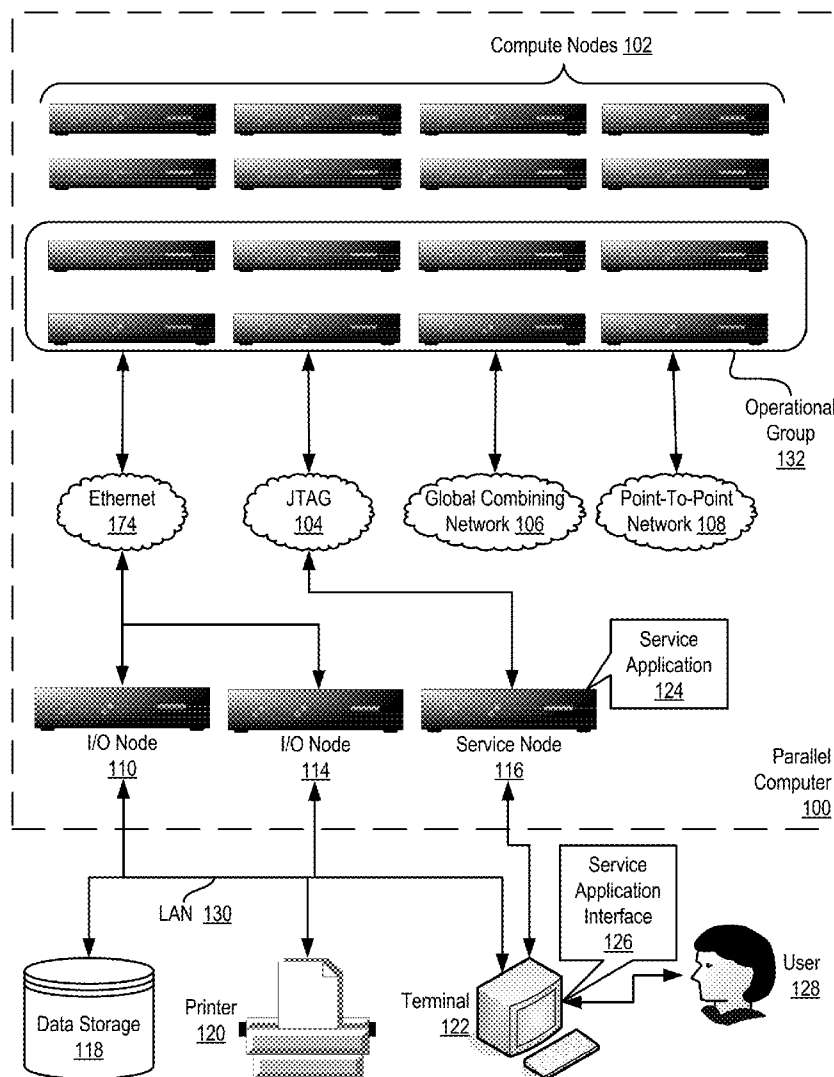 Compute Nodes 102
Operational
Group
132
Ethernet
174
JTAG
104
Global Combining
Network 106
Point-To-Point
Network 108
Service
Application
124
I/O Node
110
I/O Node
114
Service Node
116
Parallel
Computer
100
LAN 130
Service
Application
Interface
126
Data Storage
118
Printer
120
Terminal
122
User
128